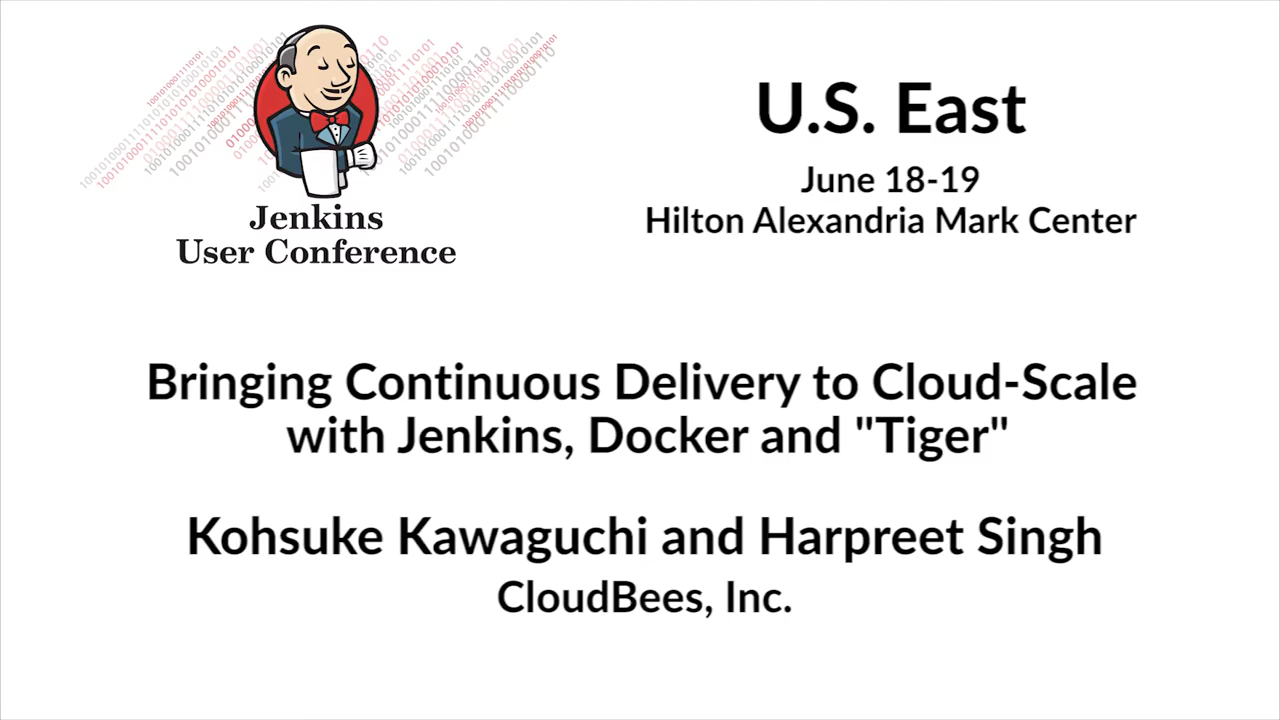 Jenkins
User Conference
U.S. East
June 18-19
Hilton Alexandria Mark Center
Bringing Continuous Delivery to Cloud-Scale
with Jenkins, Docker and "Tiger"
Kohsuke Kawaguchi and Harpreet Singh
CloudBees, Inc.